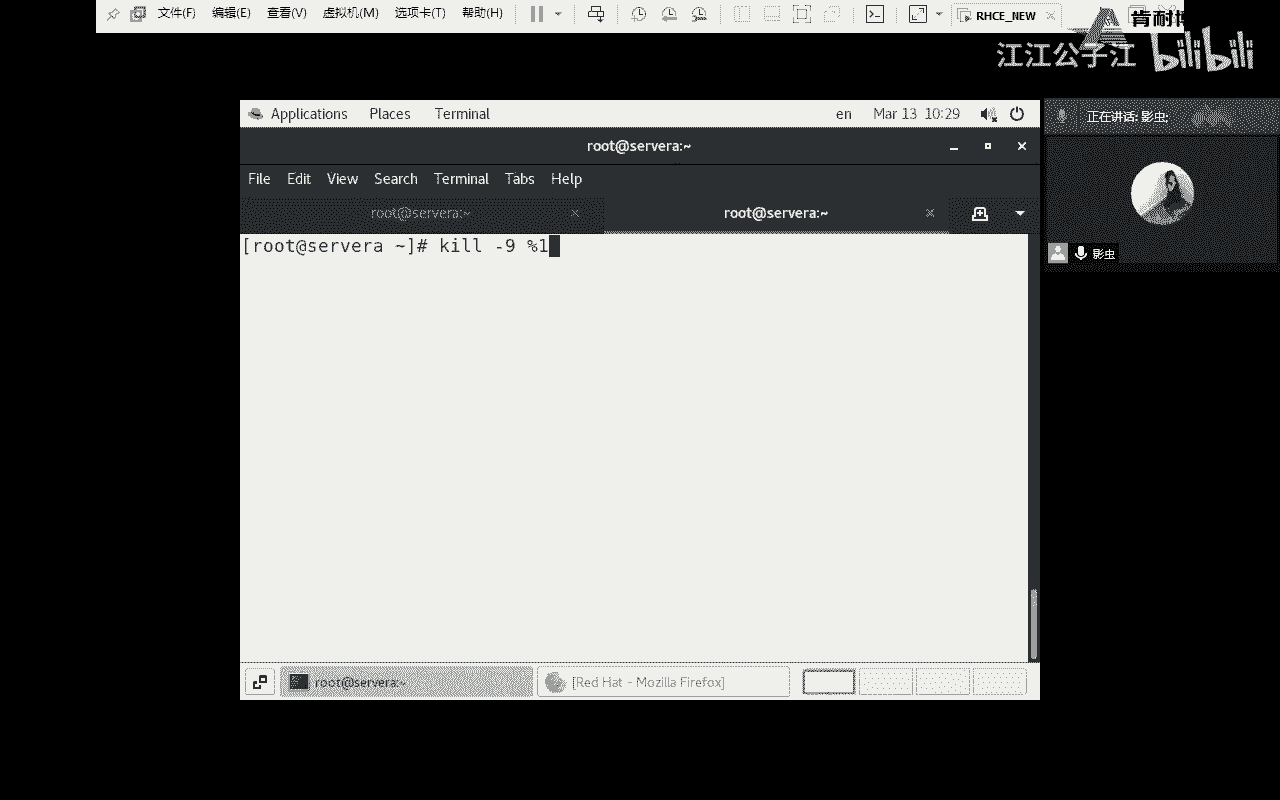 文件(F) 编辑(E) 查看(V) 虚拟机(M) 选项卡(T) 帮助(H) RHCE_NEW
江江公子江 bilibili
Applications Places Terminal en Mar 13 10:29
正在讲话: 影虫;
root@servera:~
File Edit View Search Terminal Tabs Help
root@servera:~ root@servera:~
[root@servera ~]# kill -9 %1
影虫
root@servera:~ [Red Hat - Mozilla Firefox]